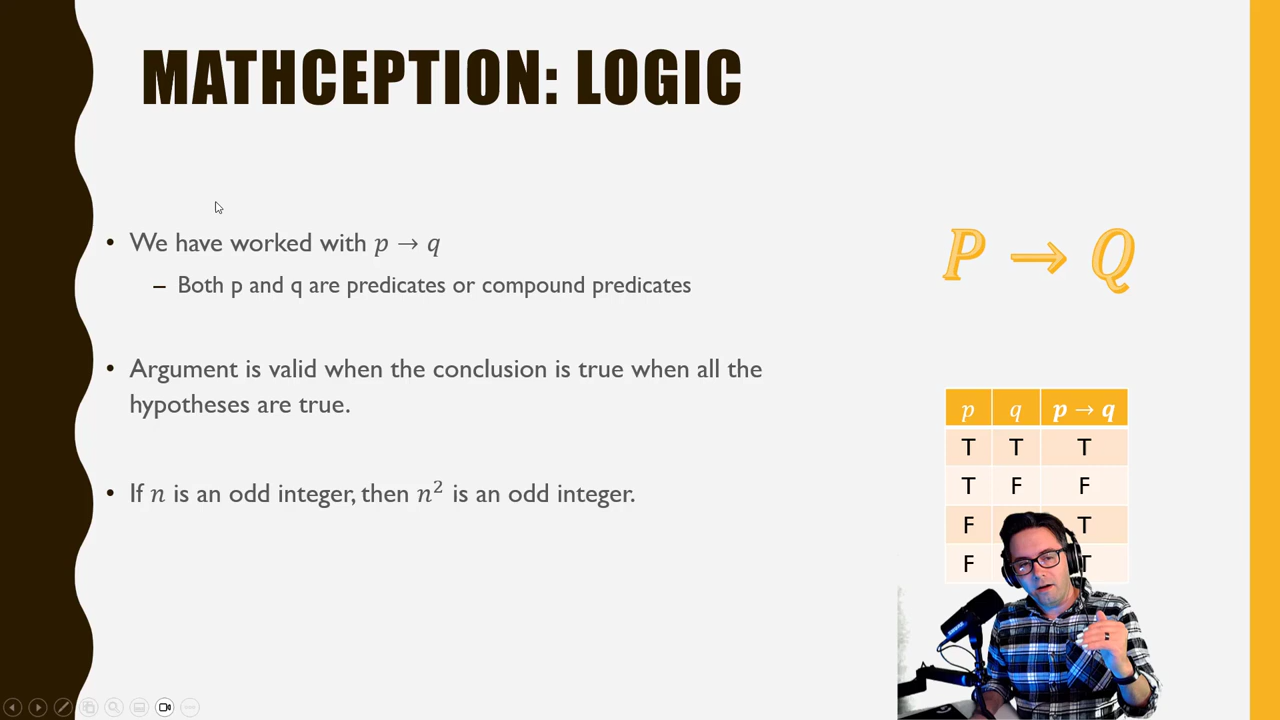 MATHCEPTION: LOGIC
• We have worked with p → q
– Both p and q are predicates or compound predicates
• Argument is valid when the conclusion is true when all the
hypotheses are true.
• If n is an odd integer, then n² is an odd integer.
P → Q
p q p → q
T T T
T F F
F T
F T